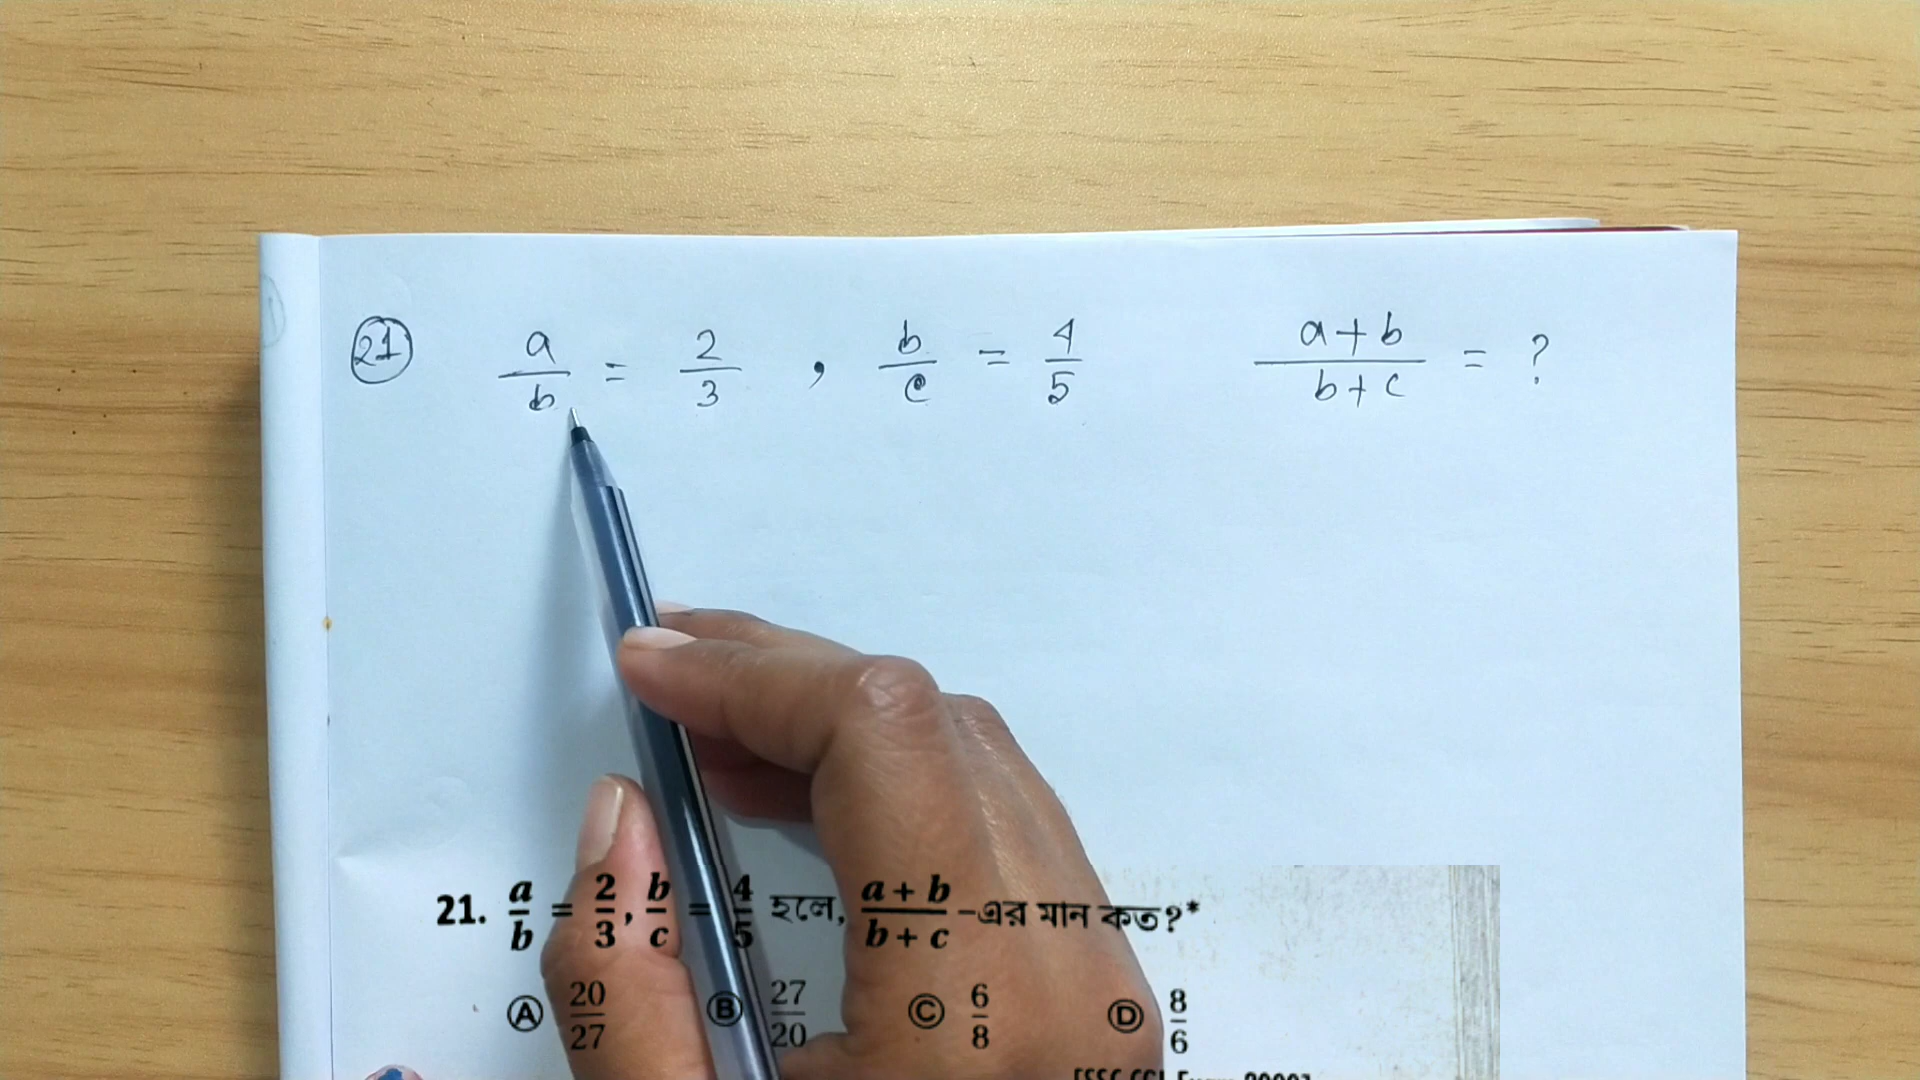 21 a/b = 2/3 , b/c = 4/5 a+b/b+c = ?
21. a/b = 2/3, b/c = 4/5 হলে, a + b/b + c -এর মান কত?*
Ⓐ 20/27 Ⓑ 27/20 Ⓒ 6/8 Ⓓ 8/6